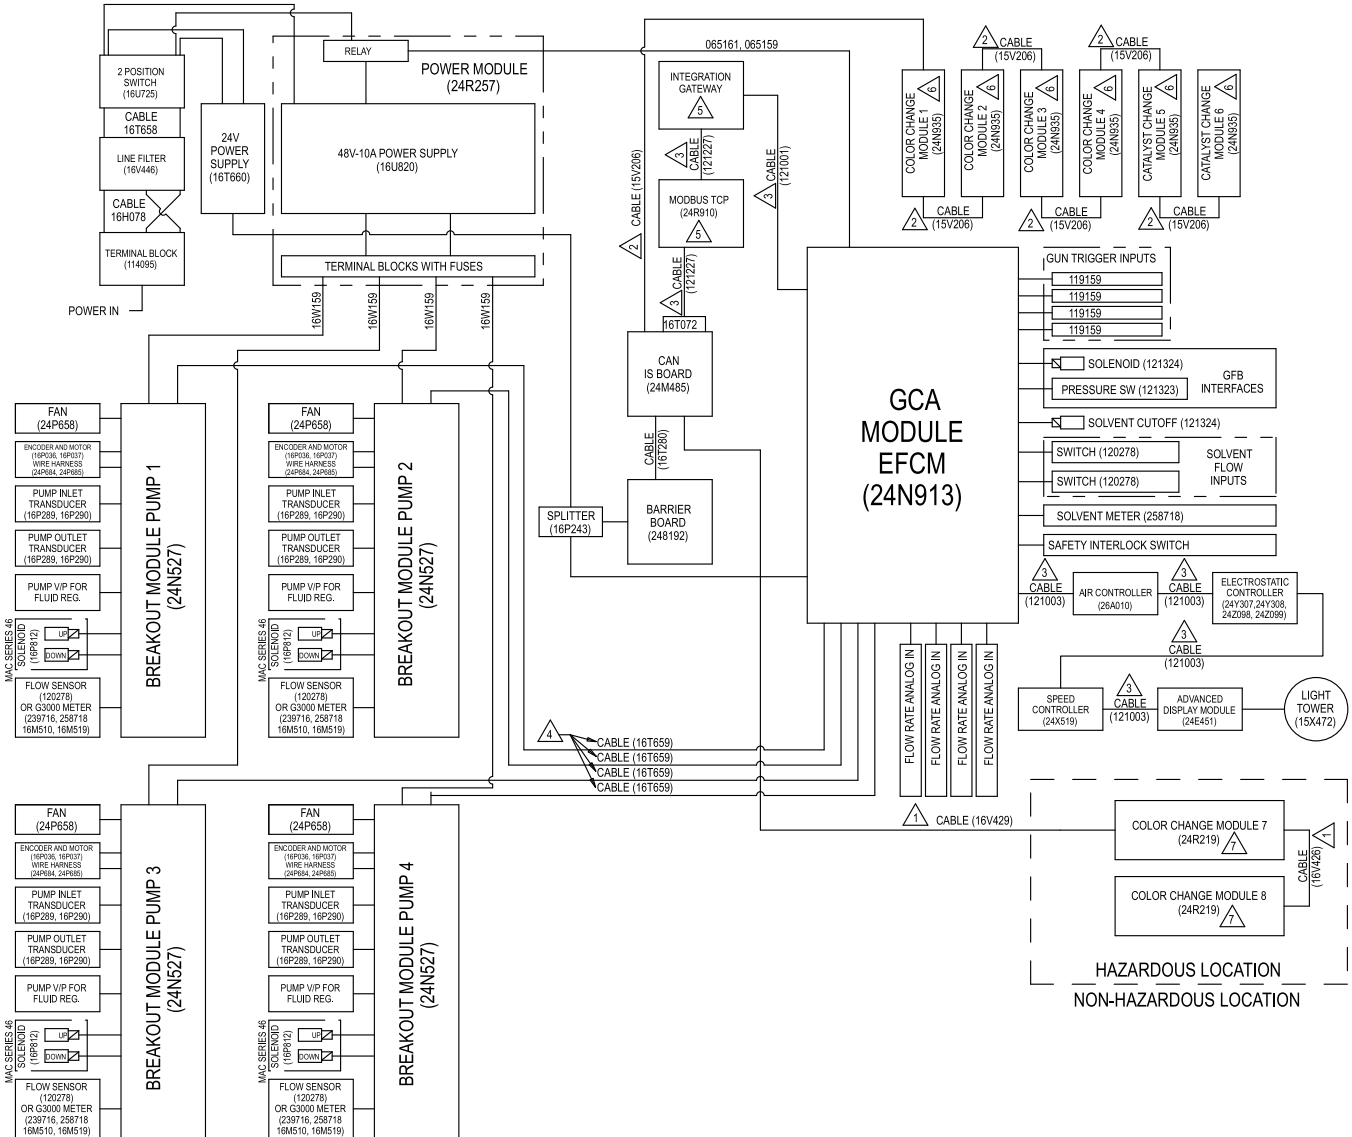 RELAY
POWER MODULE
(24R257)
2 POSITION
SWITCH
(16U725)
CABLE
16T658
LINE FILTER
(16V446)
CABLE
16H078
TERMINAL BLOCK
(114095)
POWER IN
24V
POWER
SUPPLY
(16T660)
48V-10A POWER SUPPLY
(16U820)
TERMINAL BLOCKS WITH FUSES
16W159
16W159
16W159
16W159
065161, 065159
INTEGRATION
GATEWAY
5
3
CABLE
(121227)
3
CABLE
(121001)
MODBUS TCP
(24R910)
5
2
CABLE (15V206)
3
CABLE
(121227)
16T072
CAN
IS BOARD
(24M485)
CABLE
(16T280)
SPLITTER
(16P243)
BARRIER
BOARD
(248192)
2
CABLE
(15V206)
2
CABLE
(15V206)
COLOR CHANGE
MODULE 1
(24N935)
6
COLOR CHANGE
MODULE 2
(24N935)
6
COLOR CHANGE
MODULE 3
(24N935)
6
COLOR CHANGE
MODULE 4
(24N935)
6
CATALYST CHANGE
MODULE 5
(24N935)
6
CATALYST CHANGE
MODULE 6
(24N935)
6
2
CABLE
(15V206)
2
CABLE
(15V206)
2
CABLE
(15V206)
GCA
MODULE
EFCM
(24N913)
GUN TRIGGER INPUTS
119159
119159
119159
119159
SOLENOID (121324)
PRESSURE SW (121323)
GFB
INTERFACES
SOLVENT CUTOFF (121324)
SWITCH (120278)
SWITCH (120278)
SOLVENT
FLOW
INPUTS
SOLVENT METER (258718)
SAFETY INTERLOCK SWITCH
3
CABLE
(121003)
AIR CONTROLLER
(26A010)
3
CABLE
(121003)
ELECTROSTATIC
CONTROLLER
(24Y307,24Y308,
24Z098, 24Z099)
3
CABLE
(121003)
SPEED
CONTROLLER
(24X519)
3
CABLE
(121003)
ADVANCED
DISPLAY MODULE
(24E451)
LIGHT
TOWER
(15X472)
FLOW RATE ANALOG IN
FLOW RATE ANALOG IN
FLOW RATE ANALOG IN
FLOW RATE ANALOG IN
4
CABLE (16T659)
CABLE (16T659)
CABLE (16T659)
CABLE (16T659)
1
CABLE (16V429)
COLOR CHANGE MODULE 7
(24R219)
7
COLOR CHANGE MODULE 8
(24R219)
7
CABLE
(16V426)
1
HAZARDOUS LOCATION
NON-HAZARDOUS LOCATION
FAN
(24P658)
ENCODER AND MOTOR
(16P036, 16P037)
WIRE HARNESS
(24P684, 24P685)
PUMP INLET
TRANSDUCER
(16P289, 16P290)
PUMP OUTLET
TRANSDUCER
(16P289, 16P290)
PUMP V/P FOR
FLUID REG.
MAC SERIES 46
SOLENOID
(16P812)
UP
DOWN
FLOW SENSOR
(120278)
OR G3000 METER
(239716, 258718
16M510, 16M519)
BREAKOUT MODULE PUMP 1
(24N527)
FAN
(24P658)
ENCODER AND MOTOR
(16P036, 16P037)
WIRE HARNESS
(24P684, 24P685)
PUMP INLET
TRANSDUCER
(16P289, 16P290)
PUMP OUTLET
TRANSDUCER
(16P289, 16P290)
PUMP V/P FOR
FLUID REG.
MAC SERIES 46
SOLENOID
(16P812)
UP
DOWN
FLOW SENSOR
(120278)
OR G3000 METER
(239716, 258718
16M510, 16M519)
BREAKOUT MODULE PUMP 2
(24N527)
FAN
(24P658)
ENCODER AND MOTOR
(16P036, 16P037)
WIRE HARNESS
(24P684, 24P685)
PUMP INLET
TRANSDUCER
(16P289, 16P290)
PUMP OUTLET
TRANSDUCER
(16P289, 16P290)
PUMP V/P FOR
FLUID REG.
MAC SERIES 46
SOLENOID
(16P812)
UP
DOWN
FLOW SENSOR
(120278)
OR G3000 METER
(239716, 258718
16M510, 16M519)
BREAKOUT MODULE PUMP 3
(24N527)
FAN
(24P658)
ENCODER AND MOTOR
(16P036, 16P037)
WIRE HARNESS
(24P684, 24P685)
PUMP INLET
TRANSDUCER
(16P289, 16P290)
PUMP OUTLET
TRANSDUCER
(16P289, 16P290)
PUMP V/P FOR
FLUID REG.
MAC SERIES 46
SOLENOID
(16P812)
UP
DOWN
FLOW SENSOR
(120278)
OR G3000 METER
(239716, 258718
16M510, 16M519)
BREAKOUT MODULE PUMP 4
(24N527)